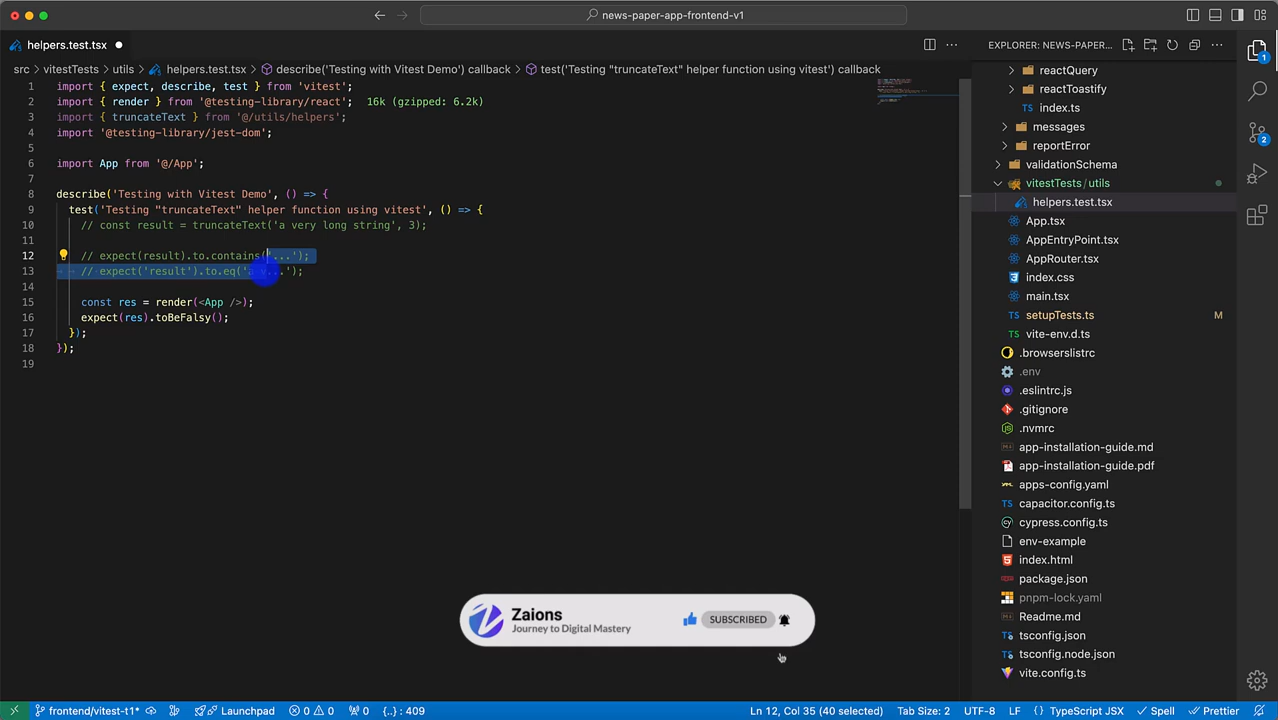 news-paper-app-frontend-v1
helpers.test.tsx
EXPLORER: NEWS-PAPER...
src > vitestTests > utils > helpers.test.tsx > describe('Testing with Vitest Demo') callback > test('Testing "truncateText" helper function using vitest') callback
1 import { expect, describe, test } from 'vitest';
2 import { render } from '@testing-library/react'; 16k (gzipped: 6.2k)
3 import { truncateText } from '@/utils/helpers';
4 import '@testing-library/jest-dom';
5
6 import App from '@/App';
7
8 describe('Testing with Vitest Demo', () => {
9 test('Testing "truncateText" helper function using vitest', () => {
10 // const result = truncateText('a very long string', 3);
11
12 // expect(result).to.contains('...');
13 // expect('result').to.eq('a v...');
14
15 const res = render(<App />);
16 expect(res).toBeFalsy();
17 });
18 });
19
reactQuery
reactToastify
TS index.ts
messages
reportError
validationSchema
vitestTests / utils
helpers.test.tsx
App.tsx
AppEntryPoint.tsx
AppRouter.tsx
index.css
main.tsx
TS setupTests.ts M
TS vite-env.d.ts
.browserslistrc
.env
.eslintrc.js
.gitignore
.nvmrc
app-installation-guide.md
app-installation-guide.pdf
apps-config.yaml
TS capacitor.config.ts
cypress.config.ts
env-example
index.html
package.json
pnpm-lock.yaml
Readme.md
tsconfig.json
tsconfig.node.json
vite.config.ts
1
2
Zaions
Journey to Digital Mastery
SUBSCRIBED
frontend/vitest-t1* Launchpad 0 0 0 {..} : 409 Ln 12, Col 35 (40 selected) Tab Size: 2 UTF-8 LF {} TypeScript JSX Spell Prettier